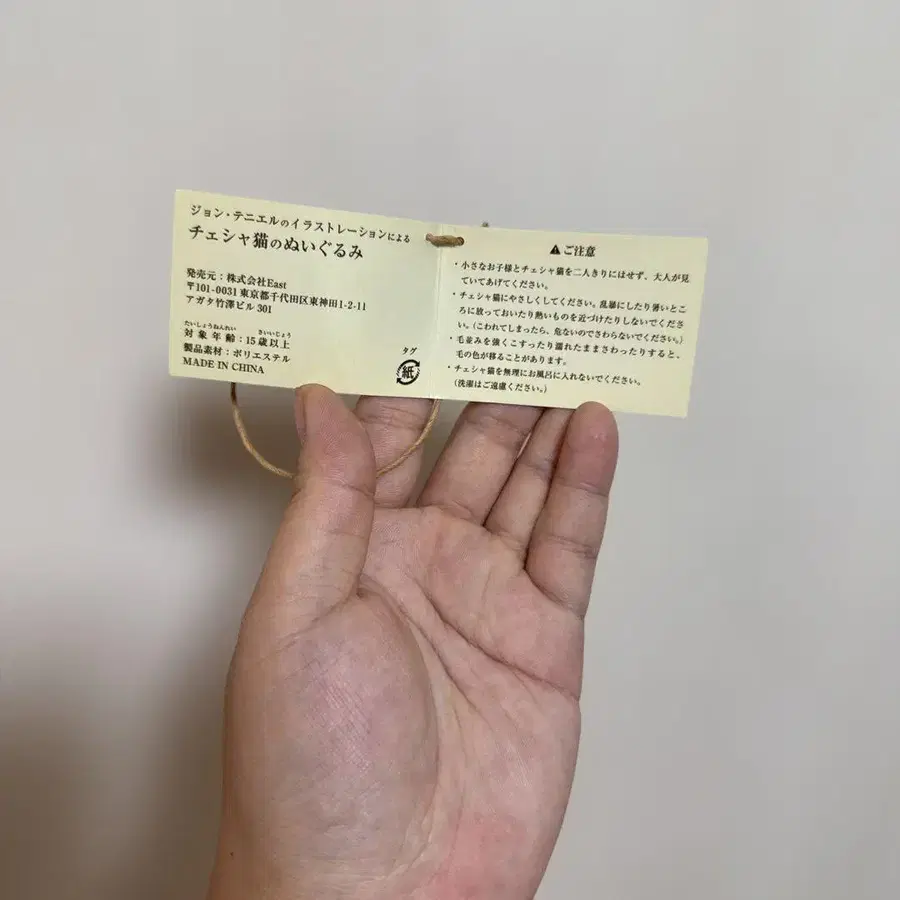 ジョン・テニエルのイラストレーションによる
チェシャ猫のぬいぐるみ
発売元：株式会社East
〒101-0031 東京都千代田区東神田1-2-11
アガタ竹澤ビル 301
たいしょうねんれい さいいじょう
対象年齢：15歳以上
製品素材：ポリエステル
MADE IN CHINA
タグ
紙
⚠ご注意
・小さなお子様とチェシャ猫を二人きりにはせず、大人が見
ていてあげてください。
・チェシャ猫にやさしくしてください。乱暴にしたり暑いとこ
ろに放っておいたり熱いものを近づけたりしないでくださ
い。（こわれてしまったら、危ないのでさわらないでください。）
・毛並みを強くこすったり濡れたままさわったりすると、
毛の色が移ることがあります。
・チェシャ猫を無理にお風呂に入れないでください。
（洗濯はご遠慮ください。）